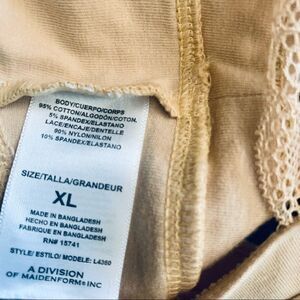 BODY/CUERPO/CORPS
95% COTTON/ALGODÓN/COTON.
5% SPANDEX/ELASTANO
LACE/ENCAJE/DENTELLE
90% NYLON/NILON
10% SPANDEX/ELASTANO
SIZE/TALLA/GRANDEUR
XL
MADE IN BANGLADESH
HECHO EN BANGLADESH
FABRIQUE EN BANGLADESH
RN# 15741
STYLE/ ESTILO/ MODELE: L4360
A DIVISION
OF MAIDENFORM® INC